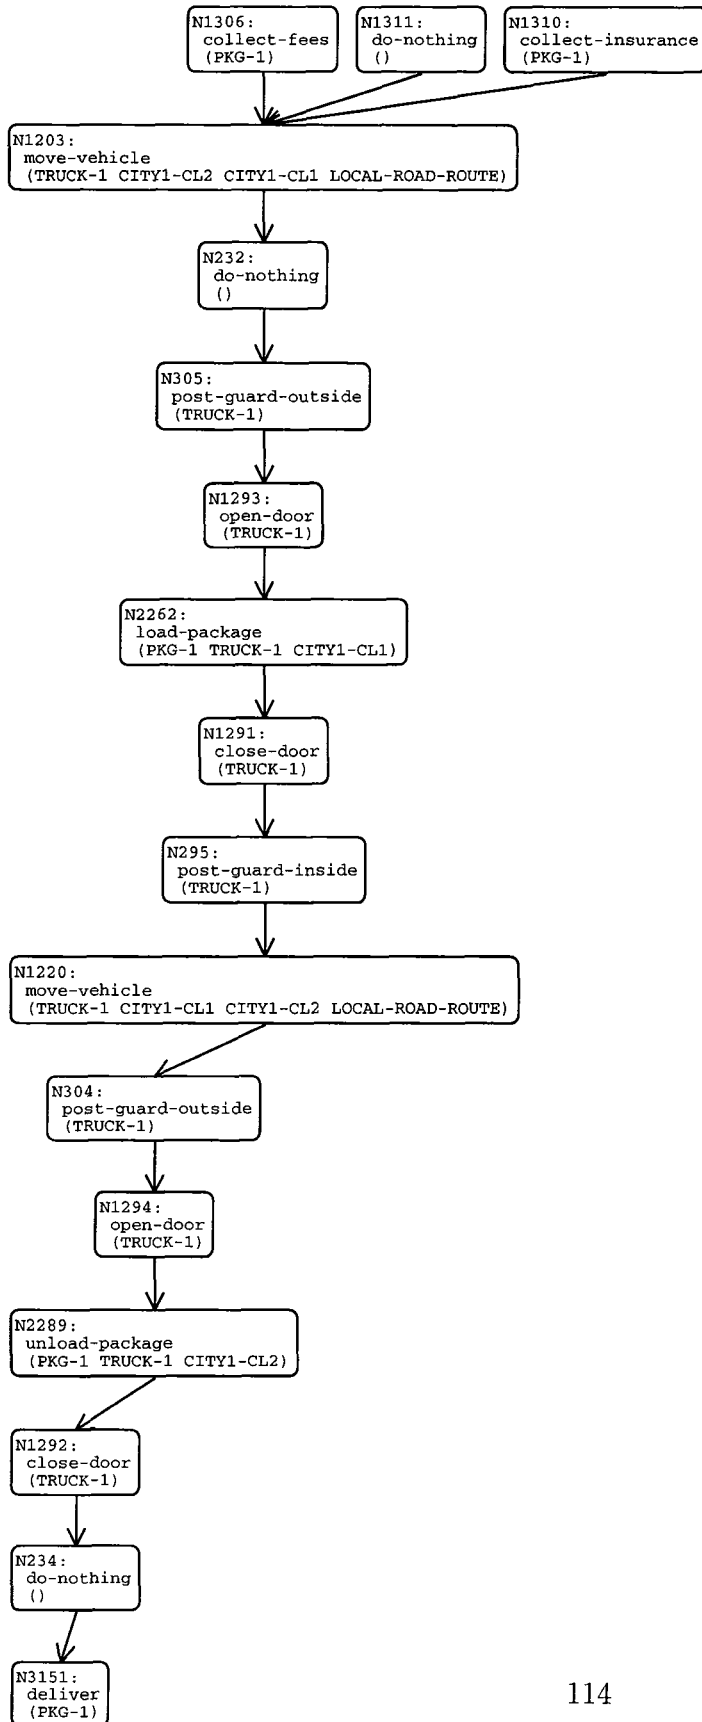 N1306:
collect-fees
(PKG-1)
N1311:
do-nothing
()
N1310:
collect-insurance
(PKG-1)
N1203:
move-vehicle
(TRUCK-1 CITY1-CL2 CITY1-CL1 LOCAL-ROAD-ROUTE)
N232:
do-nothing
()
N305:
post-guard-outside
(TRUCK-1)
N1293:
open-door
(TRUCK-1)
N2262:
load-package
(PKG-1 TRUCK-1 CITY1-CL1)
N1291:
close-door
(TRUCK-1)
N295:
post-guard-inside
(TRUCK-1)
N1220:
move-vehicle
(TRUCK-1 CITY1-CL1 CITY1-CL2 LOCAL-ROAD-ROUTE)
N304:
post-guard-outside
(TRUCK-1)
N1294:
open-door
(TRUCK-1)
N2289:
unload-package
(PKG-1 TRUCK-1 CITY1-CL2)
N1292:
close-door
(TRUCK-1)
N234:
do-nothing
()
N3151:
deliver
(PKG-1)
114